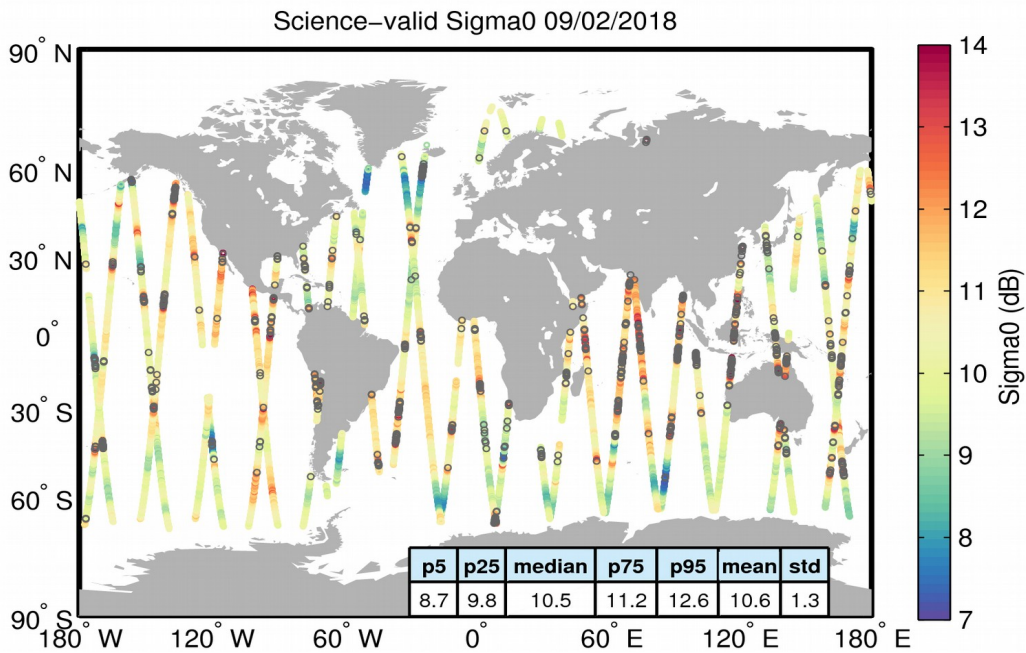 Science−valid Sigma0 09/02/2018
90° N
60° N
30° N
0°
30° S
60° S
90° S
180° W
120° W
60° W
0°
60° E
120° E
180° E
p5 p25 median p75 p95 mean std
8.7 9.8 10.5 11.2 12.6 10.6 1.3
14
13
12
11
10
9
8
7
Sigma0 (dB)